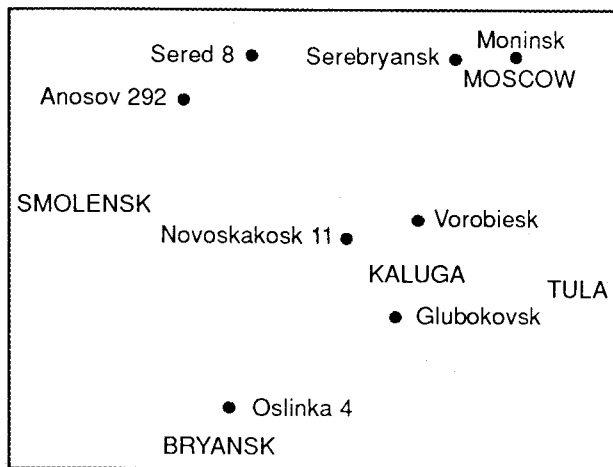 Moninsk
Sered 8
Serebryansk
MOSCOW
Anosov 292
SMOLENSK
Vorobiesk
Novoskakosk 11
KALUGA
TULA
Glubokovsk
Oslinka 4
BRYANSK